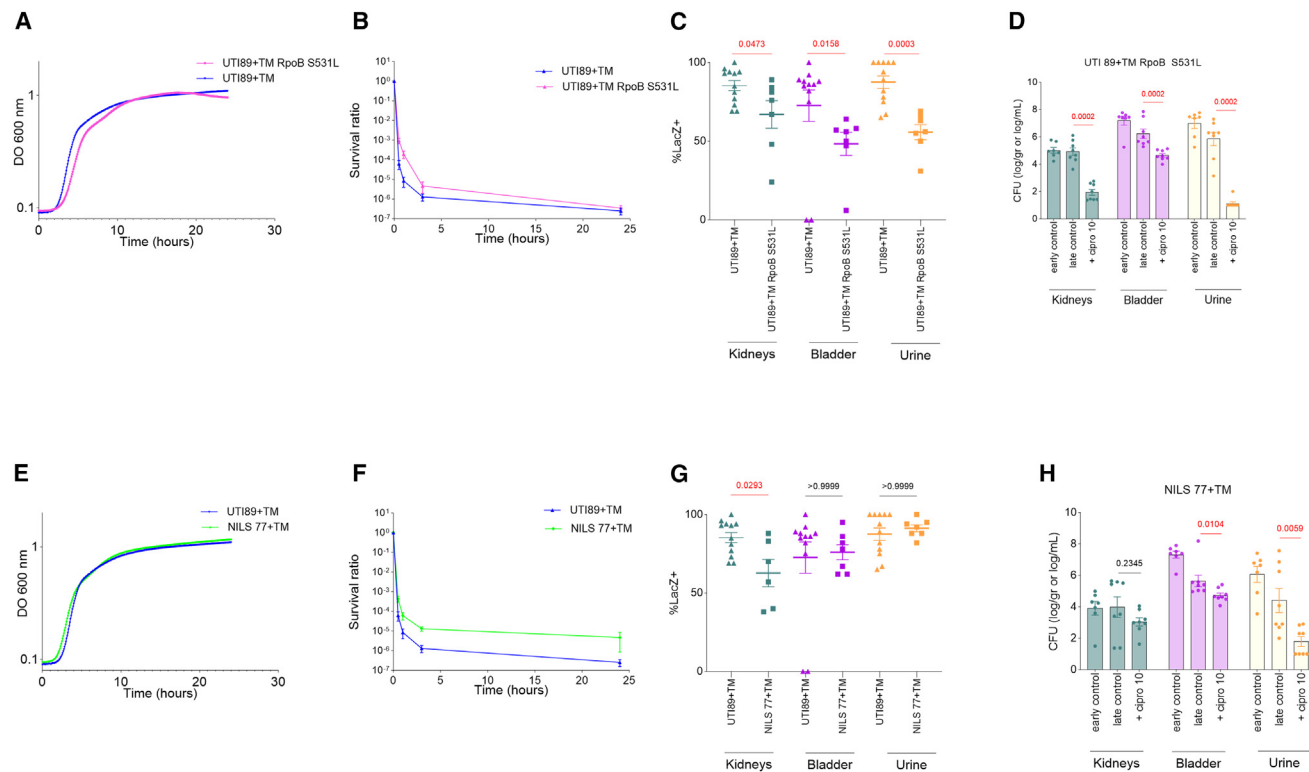 A
UTI89+TM RpoB S531L
UTI89+TM
DO 600 nm
1
0.1
0 10 20 30
Time (hours)
B
UTI89+TM
UTI89+TM RpoB S531L
Survival ratio
10¹
10⁰
10⁻¹
10⁻²
10⁻³
10⁻⁴
10⁻⁵
10⁻⁶
10⁻⁷
0 5 10 15 20 25
Time (hours)
C
0.0473 0.0158 0.0003
%LacZ+
100
50
0
UTI89+TM
UTI89+TM RpoB S531L
UTI89+TM
UTI89+TM RpoB S531L
UTI89+TM
UTI89+TM RpoB S531L
Kidneys Bladder Urine
D
UTI 89+TM RpoB S531L
0.0002 0.0002 0.0002
CFU (log/gr or log/mL)
10
8
6
4
2
0
early control
late control
+ cipro 10
early control
late control
+ cipro 10
early control
late control
+ cipro 10
Kidneys Bladder Urine
E
UTI89+TM
NILS 77+TM
DO 600 nm
1
0.1
0 10 20 30
Time (hours)
F
UTI89+TM
NILS 77+TM
Survival ratio
10¹
10⁰
10⁻¹
10⁻²
10⁻³
10⁻⁴
10⁻⁵
10⁻⁶
10⁻⁷
0 5 10 15 20 25
Time (hours)
G
0.0293 >0.9999 >0.9999
%LacZ+
100
50
0
UTI89+TM
NILS 77+TM
UTI89+TM
NILS 77+TM
UTI89+TM
NILS 77+TM
Kidneys Bladder Urine
H
NILS 77+TM
0.2345 0.0104 0.0059
CFU (log/gr or log/mL)
10
8
6
4
2
0
early control
late control
+ cipro 10
early control
late control
+ cipro 10
early control
late control
+ cipro 10
Kidneys Bladder Urine